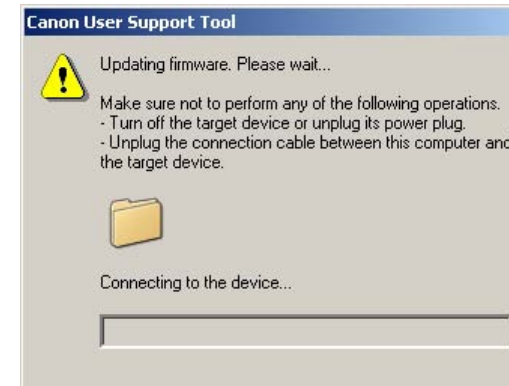 Canon User Support Tool
Updating firmware. Please wait...
Make sure not to perform any of the following operations.
- Turn off the target device or unplug its power plug.
- Unplug the connection cable between this computer and
the target device.
Connecting to the device...